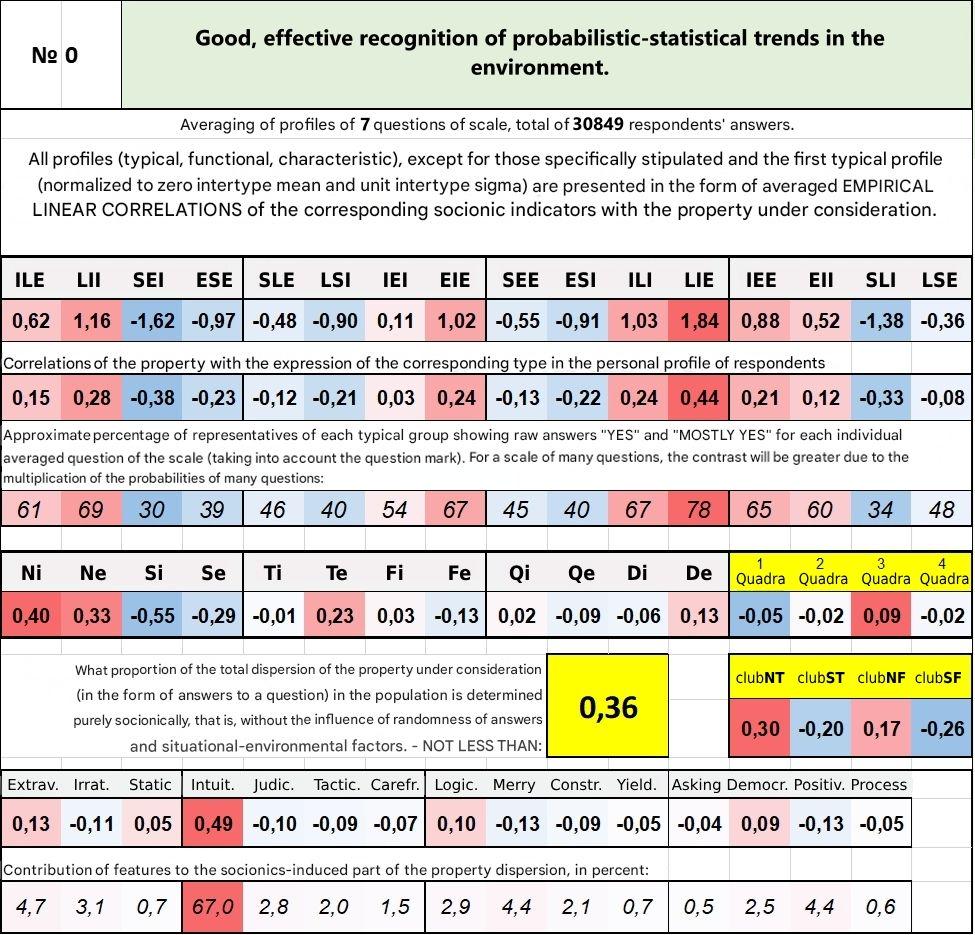 № 0
Good, effective recognition of probabilistic-statistical trends in the
environment.
Averaging of profiles of 7 questions of scale, total of 30849 respondents' answers.
All profiles (typical, functional, characteristic), except for those specifically stipulated and the first typical profile
(normalized to zero intertype mean and unit intertype sigma) are presented in the form of averaged EMPIRICAL
LINEAR CORRELATIONS of the corresponding socionic indicators with the property under consideration.
ILE LII SEI ESE SLE LSI IEI EIE SEE ESI ILI LIE IEE EII SLI LSE
0,62 1,16 -1,62 -0,97 -0,48 -0,90 0,11 1,02 -0,55 -0,91 1,03 1,84 0,88 0,52 -1,38 -0,36
Correlations of the property with the expression of the corresponding type in the personal profile of respondents
0,15 0,28 -0,38 -0,23 -0,12 -0,21 0,03 0,24 -0,13 -0,22 0,24 0,44 0,21 0,12 -0,33 -0,08
Approximate percentage of representatives of each typical group showing raw answers "YES" and "MOSTLY YES" for each individual
averaged question of the scale (taking into account the question mark). For a scale of many questions, the contrast will be greater due to the
multiplication of the probabilities of many questions:
61 69 30 39 46 40 54 67 45 40 67 78 65 60 34 48
Ni Ne Si Se Ti Te Fi Fe Qi Qe Di De 1 Quadra 2 Quadra 3 Quadra 4 Quadra
0,40 0,33 -0,55 -0,29 -0,01 0,23 0,03 -0,13 0,02 -0,09 -0,06 0,13 -0,05 -0,02 0,09 -0,02
What proportion of the total dispersion of the property under consideration
(in the form of answers to a question) in the population is determined
purely socionically, that is, without the influence of randomness of answers
and situational-environmental factors. - NOT LESS THAN:
0,36
clubNT clubST clubNF clubSF
0,30 -0,20 0,17 -0,26
Extrav. Irrat. Static Intuit. Judic. Tactic. Carefr. Logic. Merry Constr. Yield. Asking Democr. Positiv. Process
0,13 -0,11 0,05 0,49 -0,10 -0,09 -0,07 0,10 -0,13 -0,09 -0,05 -0,04 0,09 -0,13 -0,05
Contribution of features to the socionics-induced part of the property dispersion, in percent:
4,7 3,1 0,7 67,0 2,8 2,0 1,5 2,9 4,4 2,1 0,7 0,5 2,5 4,4 0,6